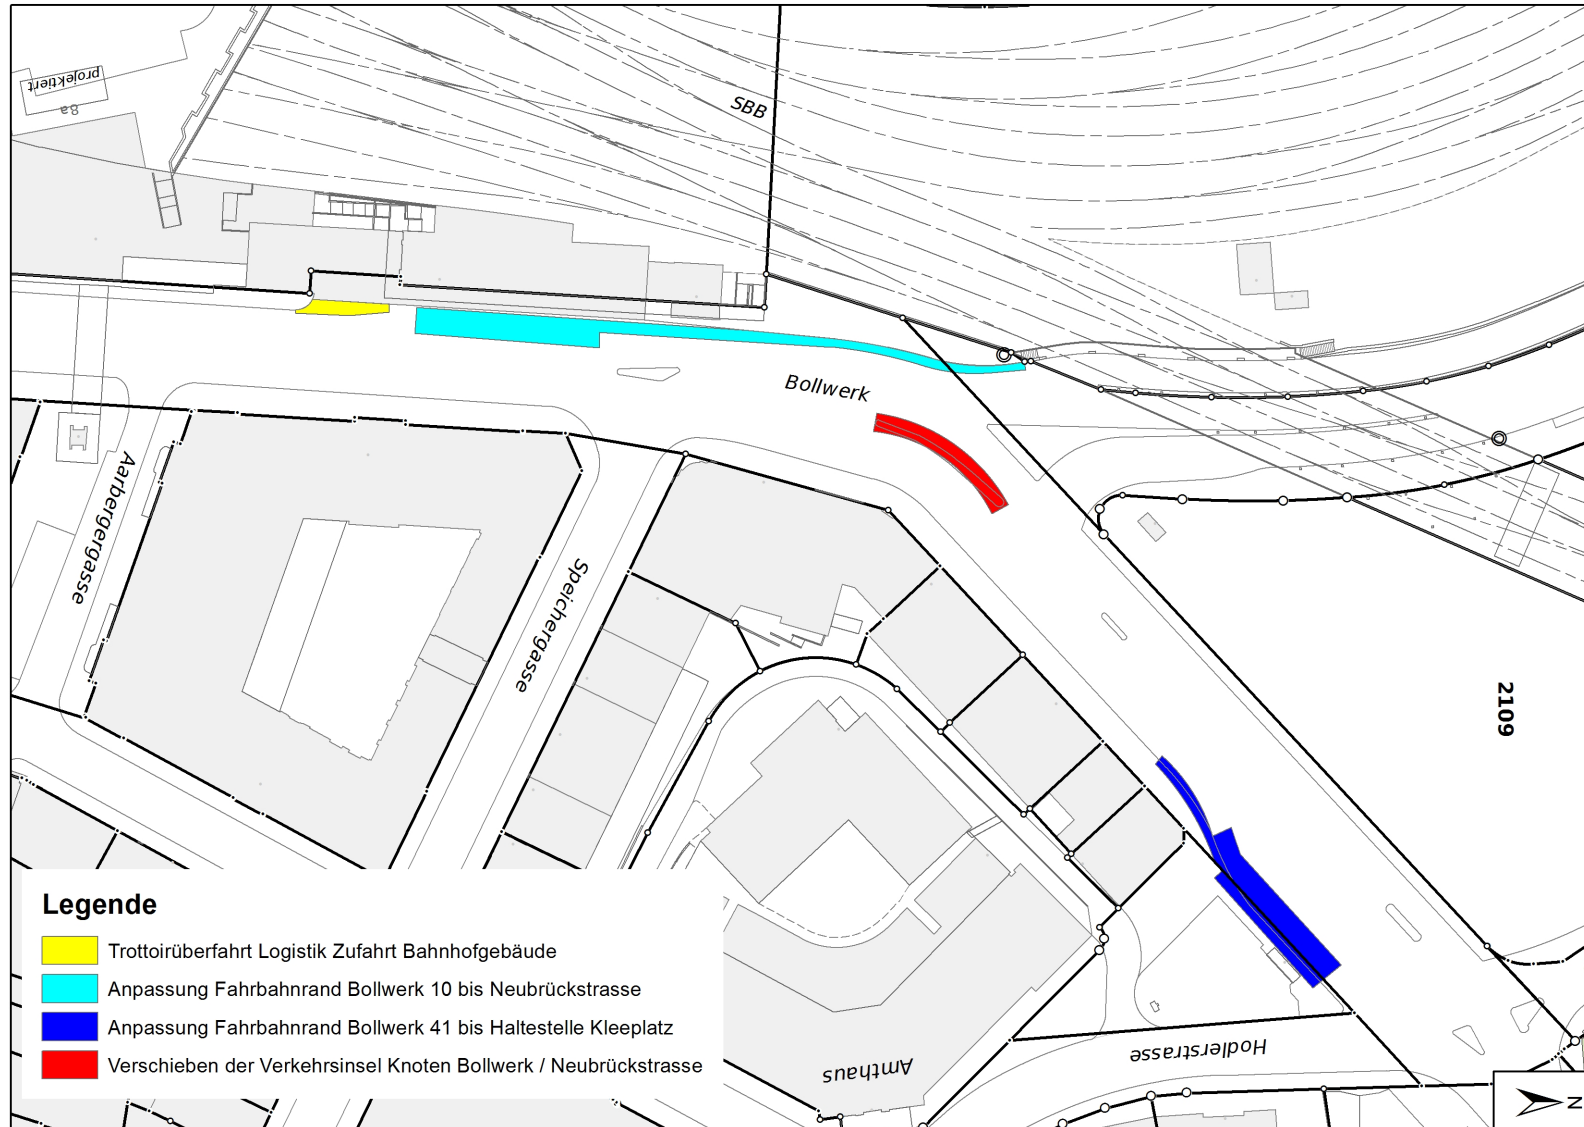 projektiert
8a
SBB
Bollwerk
Aarbergergasse
Speichergasse
2109
Legende
Trottoirüberfahrt Logistik Zufahrt Bahnhofgebäude
Anpassung Fahrbahnrand Bollwerk 10 bis Neubrückstrasse
Anpassung Fahrbahnrand Bollwerk 41 bis Haltestelle Kleeplatz
Verschieben der Verkehrsinsel Knoten Bollwerk / Neubrückstrasse
Amthaus
Hodlerstrasse
N